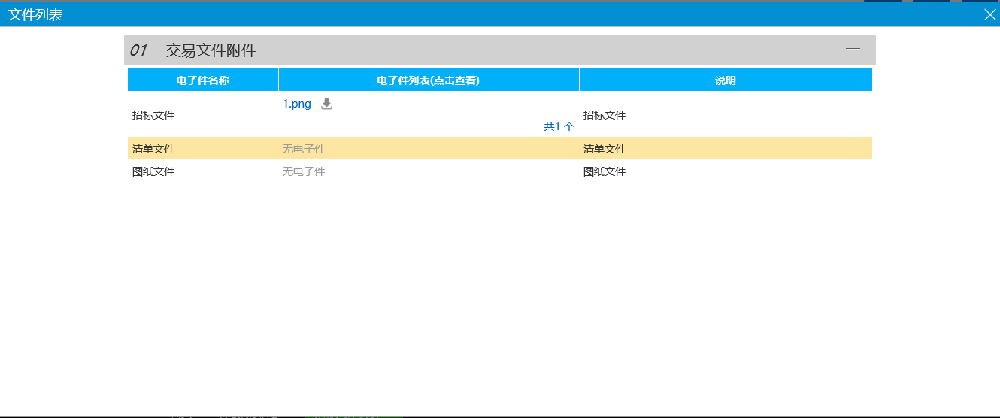 文件列表
01 交易文件附件
电子件名称 电子件列表(点击查看) 说明
招标文件 1.png 招标文件
共1 个
清单文件 无电子件 清单文件
图纸文件 无电子件 图纸文件